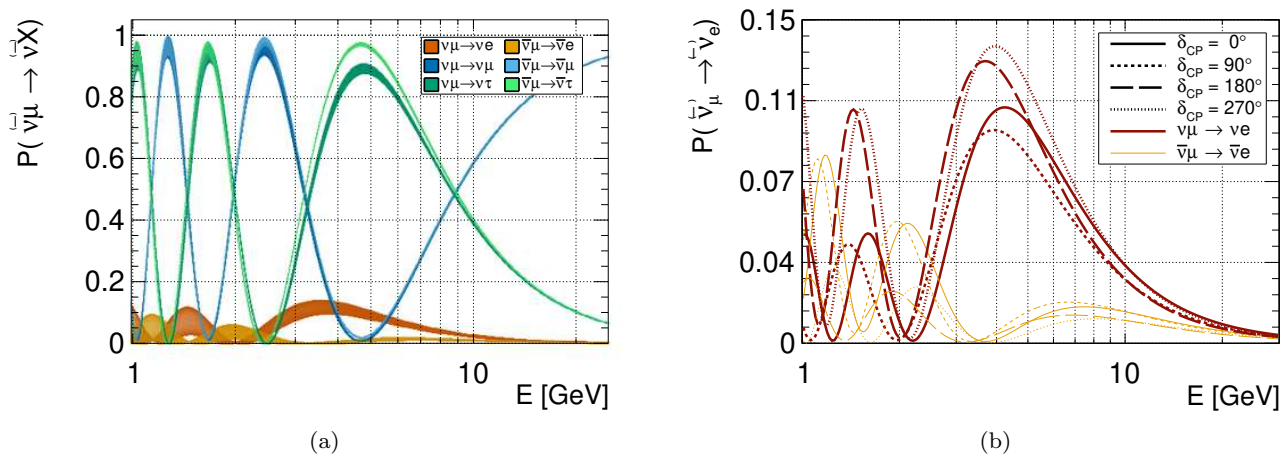 P( ν̄μ → νX)
1
0.8
0.6
0.4
0.2
0
νμ→νe ν̄μ→ν̄e
νμ→νμ ν̄μ→ν̄μ
νμ→ντ ν̄μ→ν̄τ
1 10
E [GeV]
(a)
P( ν̄μ → ν̄e)
0.15
0.11
0.07
0.04
0
δCP = 0°
δCP = 90°
δCP = 180°
δCP = 270°
νμ → νe
ν̄μ → ν̄e
1 10
E [GeV]
(b)